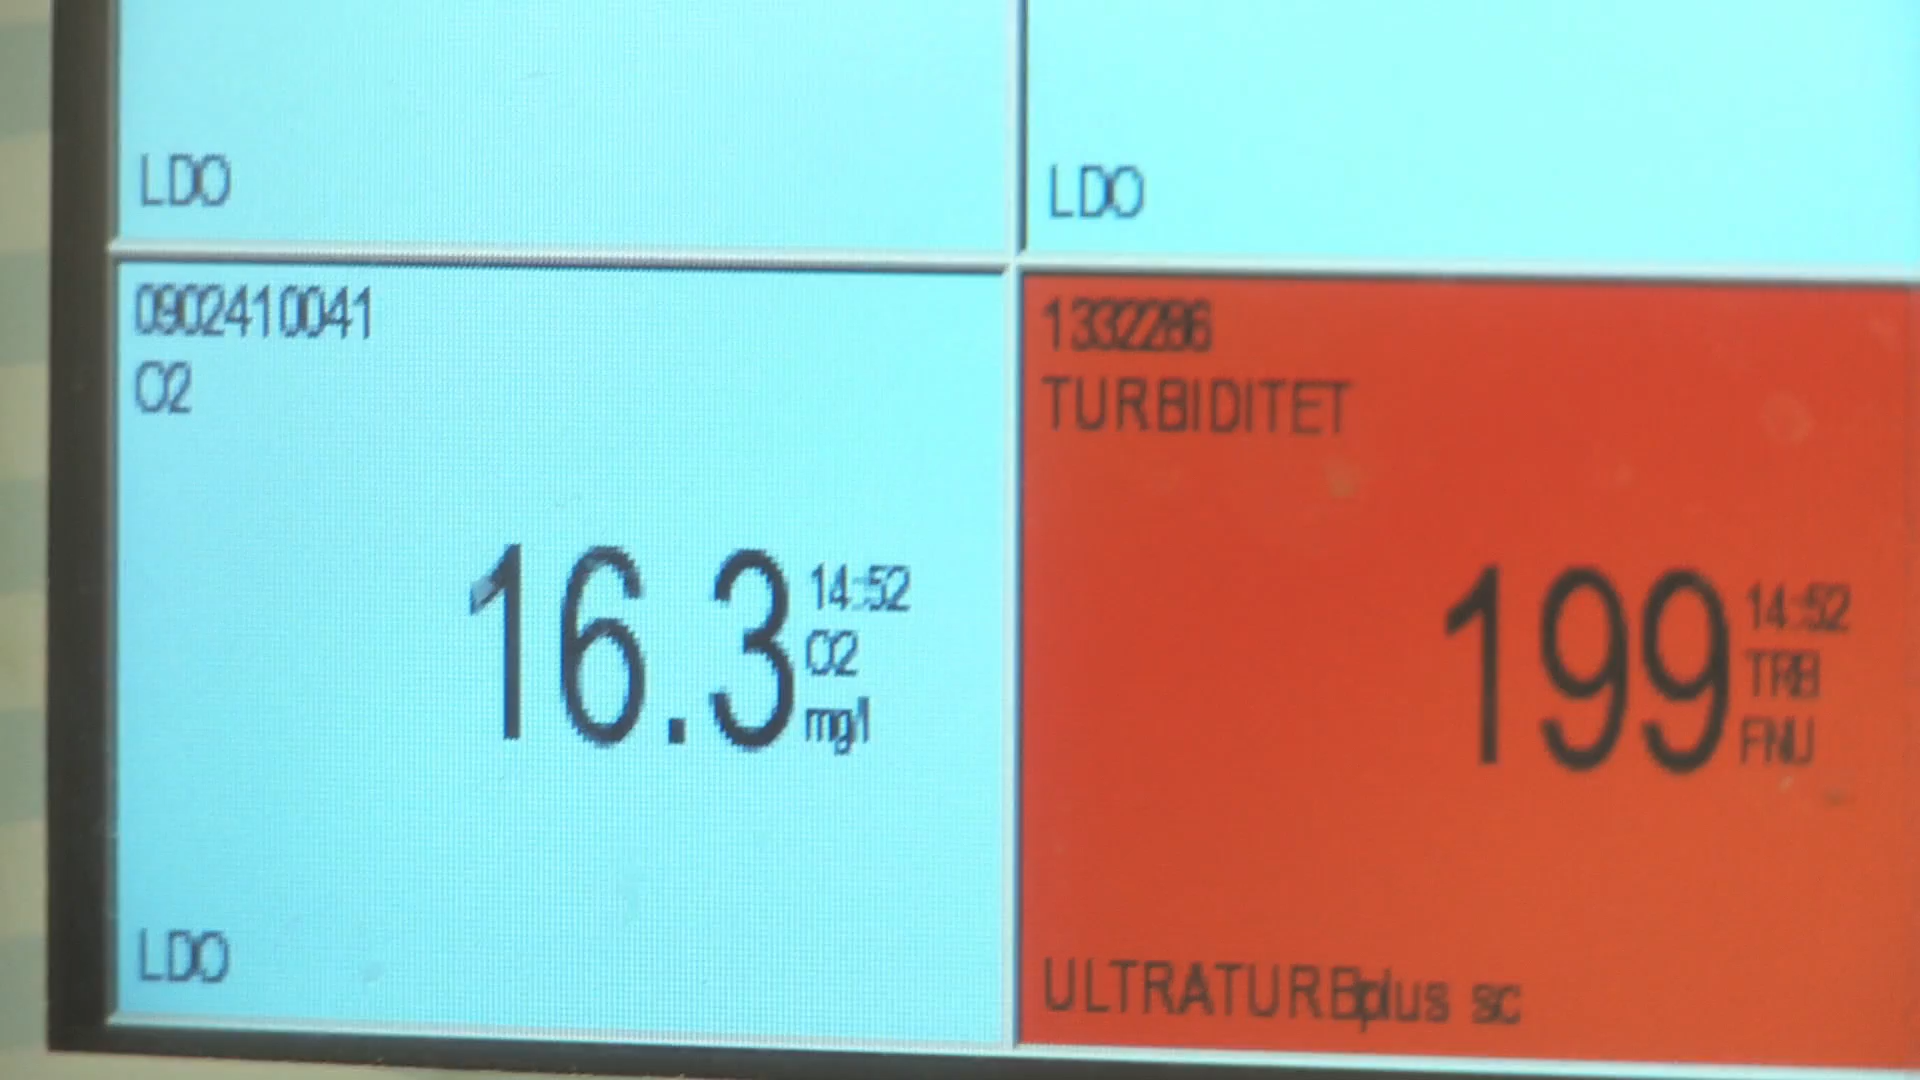 LDO
LDO
0902410041
O2
16.3
14:52
O2
mg/l
LDO
1332286
TURBIDITET
199
14:52
TRB
FNU
ULTRATURBplus sc